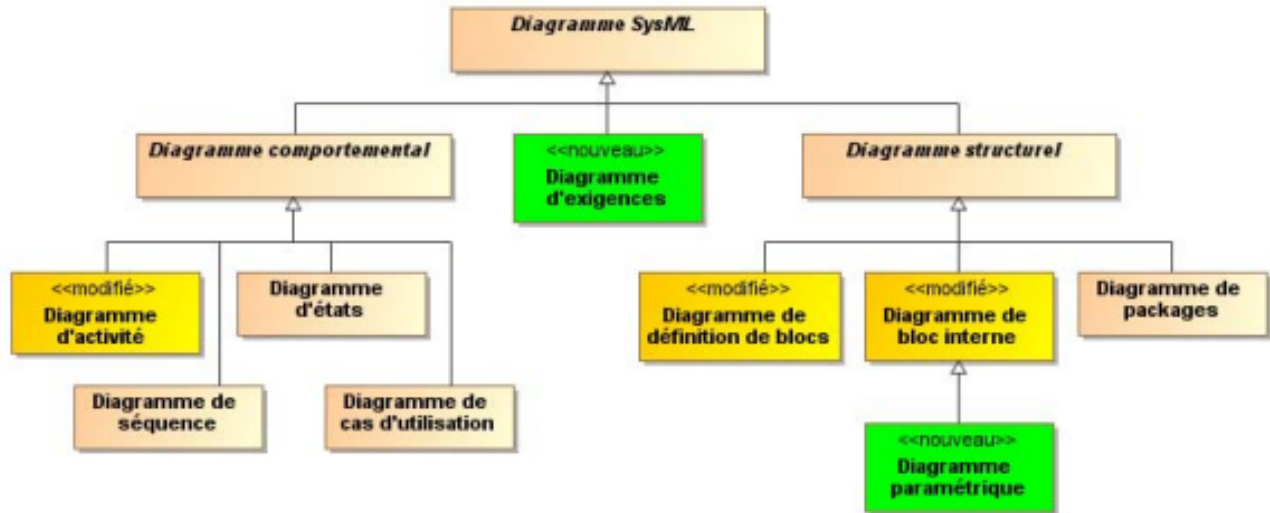 Diagramme SysML
Diagramme comportemental
<<nouveau>>
Diagramme
d'exigences
Diagramme structurel
<<modifié>>
Diagramme
d'activité
Diagramme
d'états
Diagramme de
séquence
Diagramme de
cas d'utilisation
<<modifié>>
Diagramme de
définition de blocs
<<modifié>>
Diagramme de
bloc interne
Diagramme de
packages
<<nouveau>>
Diagramme
paramétrique